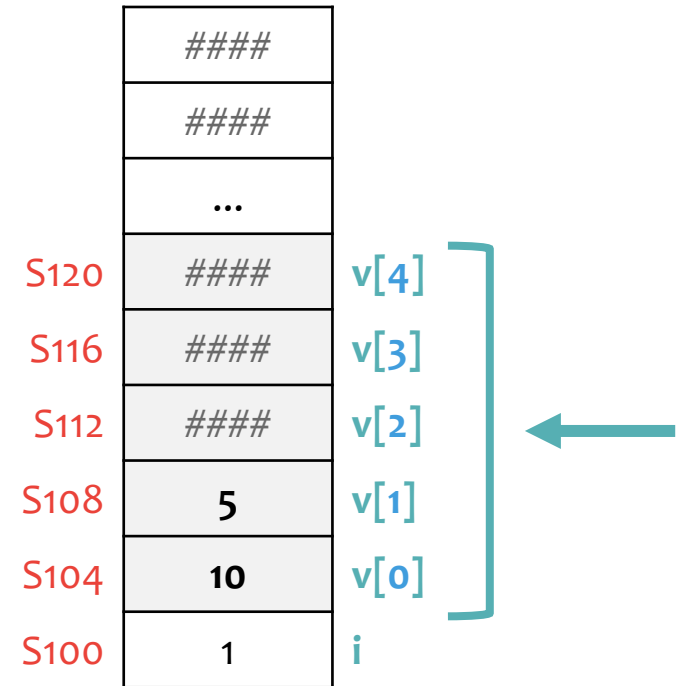 ####
####
...
S120 #### v[4]
S116 #### v[3]
S112 #### v[2]
S108 5 v[1]
S104 10 v[0]
S100 1 i